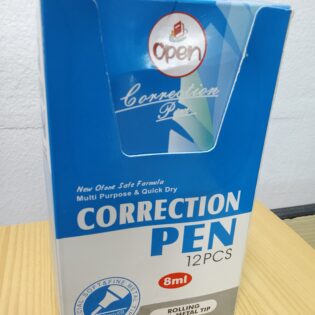 Open
Correction
Pen
New Ofone Safe Formula
Multi Purpose & Quick Dry
CORRECTION
PEN
12PCS
8ml
ROLLING
METAL TIP